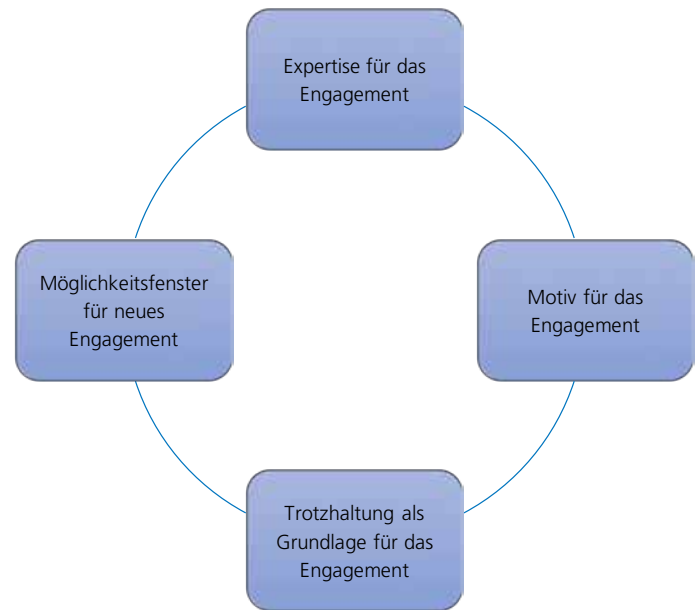 Expertise für das
Engagement
Möglichkeitsfenster
für neues
Engagement
Motiv für das
Engagement
Trotzhaltung als
Grundlage für das
Engagement